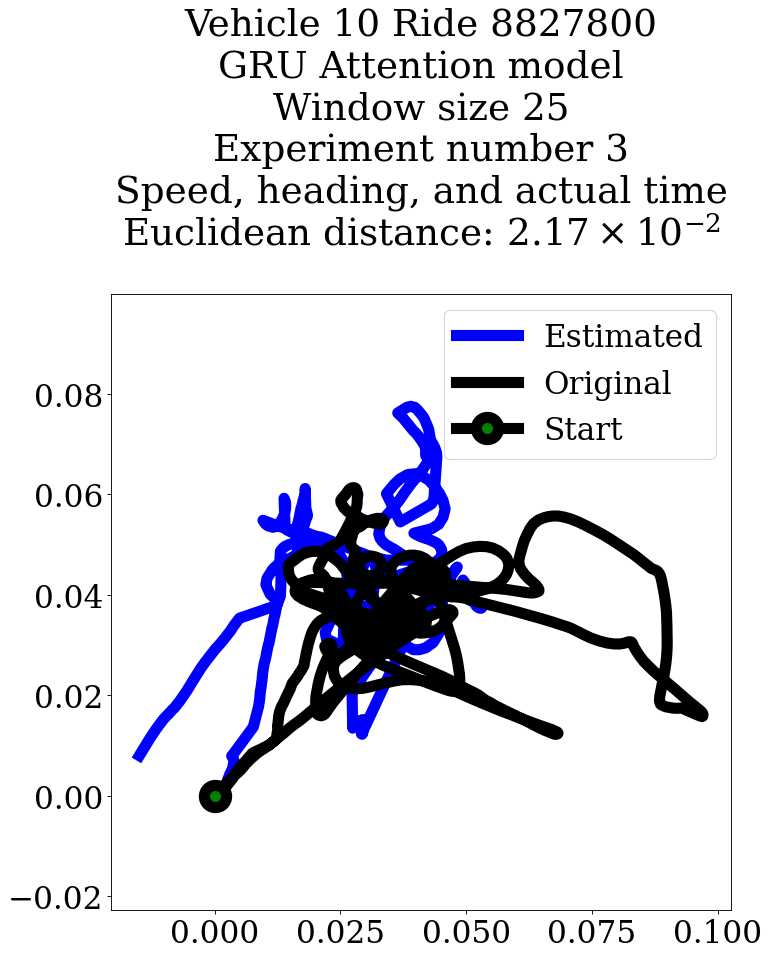 Vehicle 10 Ride 8827800
GRU Attention model
Window size 25
Experiment number 3
Speed, heading, and actual time
Euclidean distance: 2.17 × 10⁻²
Estimated
Original
Start
0.08
0.06
0.04
0.02
0.00
−0.02
0.000 0.025 0.050 0.075 0.100